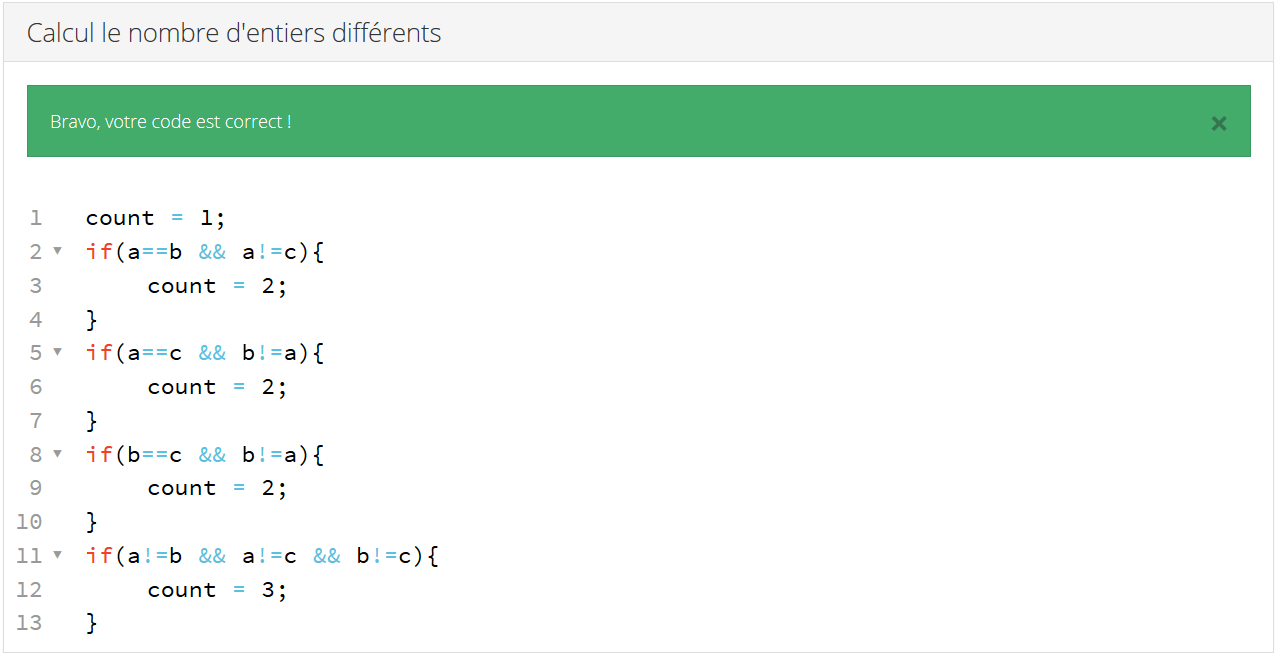 Calcul le nombre d'entiers différents
Bravo, votre code est correct !
×
1 count = 1;
2 ▾ if(a==b && a!=c){
3     count = 2;
4 }
5 ▾ if(a==c && b!=a){
6     count = 2;
7 }
8 ▾ if(b==c && b!=a){
9     count = 2;
10 }
11 ▾ if(a!=b && a!=c && b!=c){
12     count = 3;
13 }